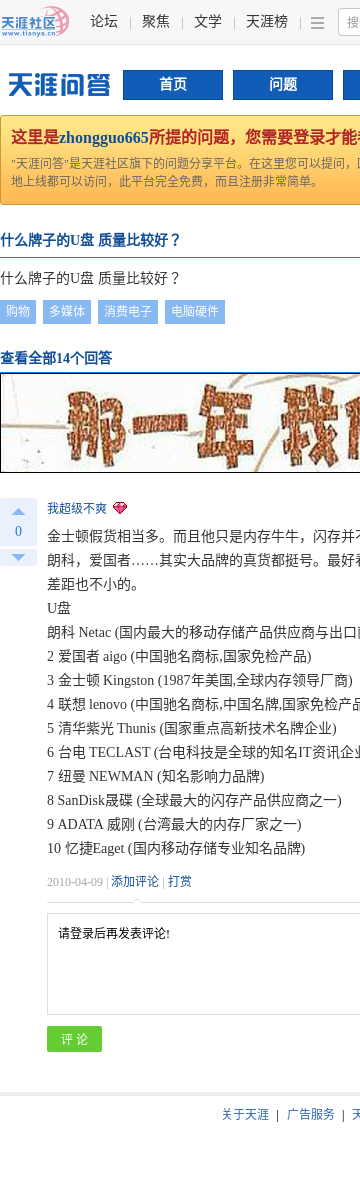 天涯社区 论坛 聚焦 文学 天涯榜 搜
www.tianya.cn
天涯问答 首页 问题
这里是zhongguo665所提的问题，您需要登录才能
"天涯问答"是天涯社区旗下的问题分享平台。在这里您可以提问，
地上线都可以访问，此平台完全免费，而且注册非常简单。
什么牌子的U盘 质量比较好？
什么牌子的U盘 质量比较好？
购物 多媒体 消费电子 电脑硬件
查看全部14个回答
那一年 我
我超级不爽
0
金士顿假货相当多。而且他只是内存牛牛，闪存并不
朗科，爱国者……其实大品牌的真货都挺号。最好
差距也不小的。
U盘
朗科 Netac (国内最大的移动存储产品供应商与出口
2 爱国者 aigo (中国驰名商标,国家免检产品)
3 金士顿 Kingston (1987年美国,全球内存领导厂商)
4 联想 lenovo (中国驰名商标,中国名牌,国家免检产品
5 清华紫光 Thunis (国家重点高新技术名牌企业)
6 台电 TECLAST (台电科技是全球的知名IT资讯企业
7 纽曼 NEWMAN (知名影响力品牌)
8 SanDisk晟碟 (全球最大的闪存产品供应商之一)
9 ADATA 威刚 (台湾最大的内存厂家之一)
10 忆捷Eaget (国内移动存储专业知名品牌)
2010-04-09 | 添加评论 | 打赏
请登录后再发表评论!
评 论
关于天涯 | 广告服务 | 天